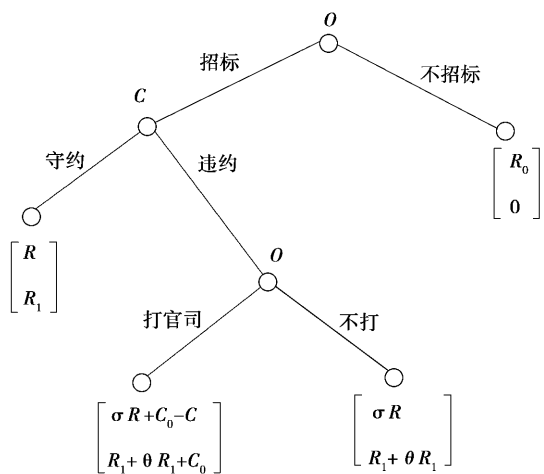 O
招标
不招标
C
守约
违约
R₀
0
R
R₁
O
打官司
不打
σR+C₀−C
R₁+θR₁+C₀
σR
R₁+θR₁